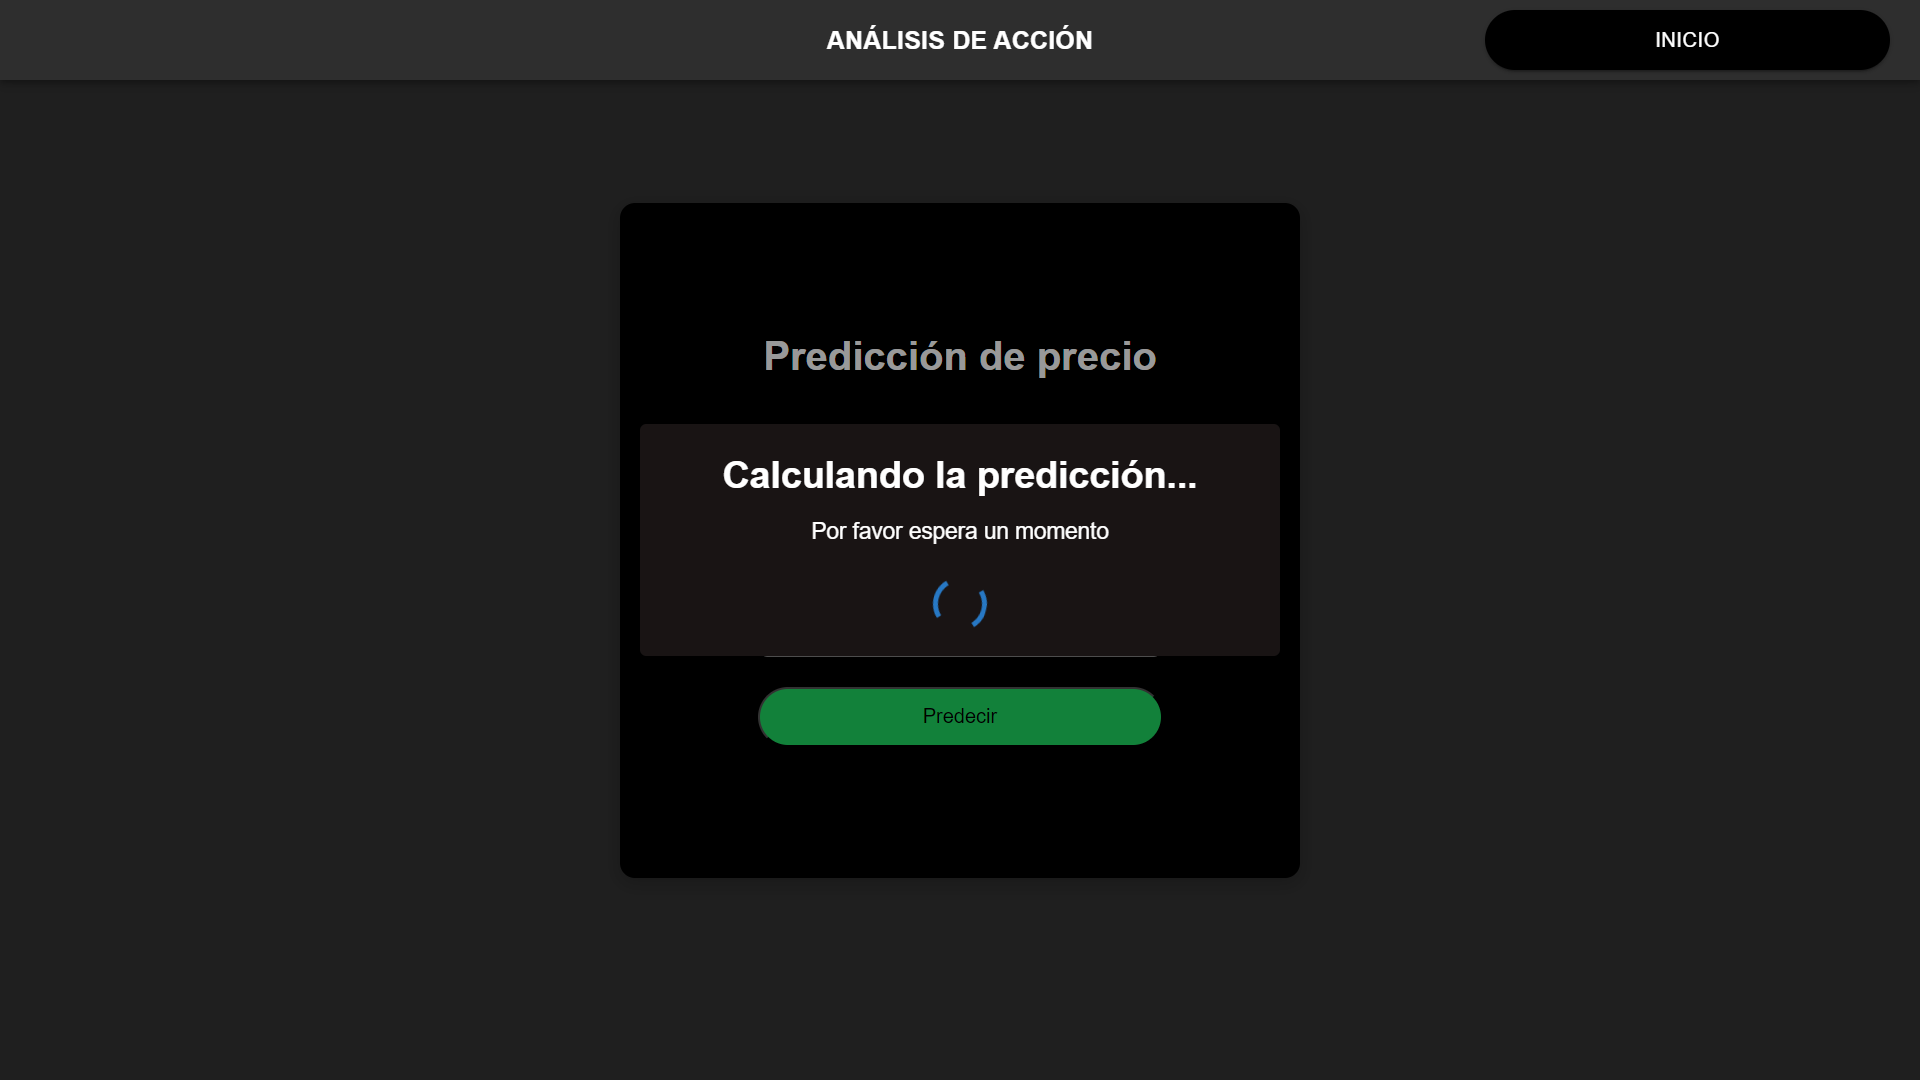 ANÁLISIS DE ACCIÓN
INICIO
Predicción de precio
Calculando la predicción...
Por favor espera un momento
Predecir